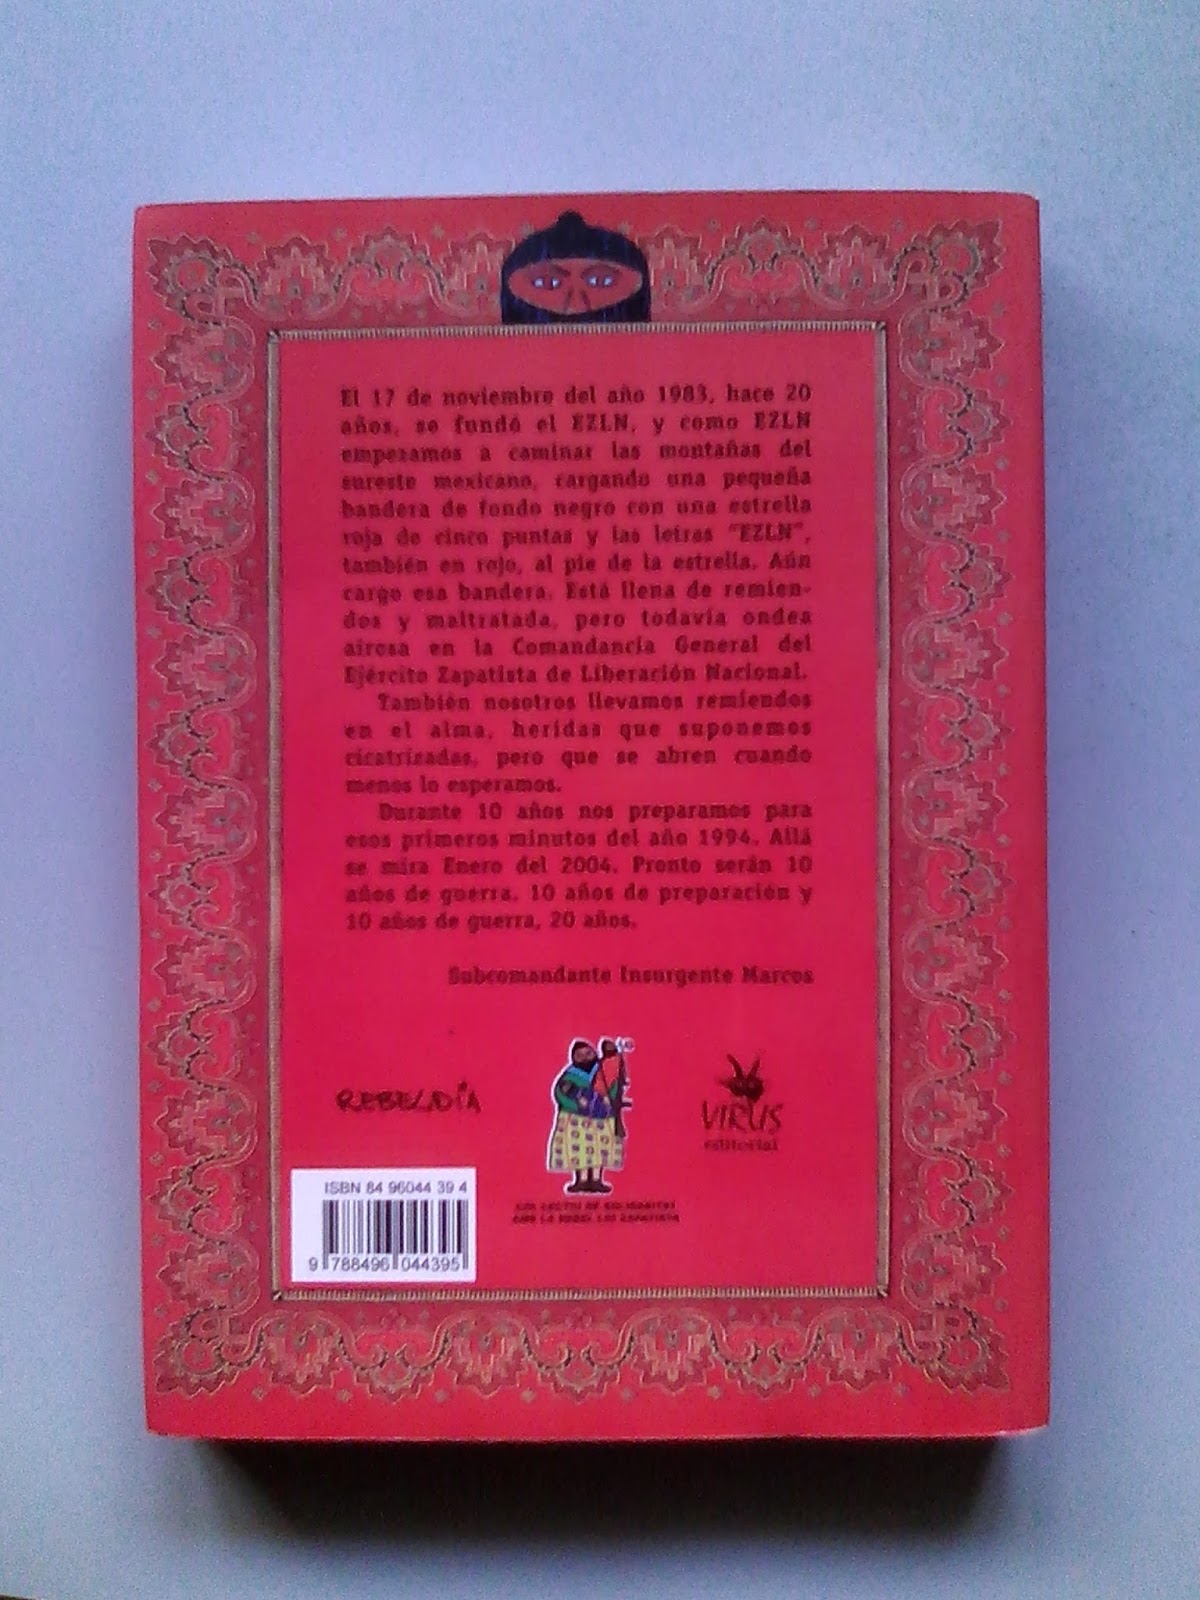 El 17 de noviembre del año 1983, hace 20
años, se fundó el EZLN, y como EZLN
empezamos a caminar las montañas del
sureste mexicano, cargando una pequeña
bandera de fondo negro con una estrella
roja de cinco puntas y las letras "EZLN",
también en rojo, al pie de la estrella. Aún
cargo esa bandera. Está llena de remien-
dos y maltratada, pero todavía ondea
airosa en la Comandancia General del
Ejército Zapatista de Liberación Nacional.
También nosotros llevamos remiendos
en el alma, heridas que suponemos
cicatrizadas, pero que se abren cuando
menos lo esperamos.
Durante 10 años nos preparamos para
esos primeros minutos del año 1994. Allá
se mira Enero del 2004. Pronto serán 10
años de guerra. 10 años de preparación y
10 años de guerra, 20 años.
Subcomandante Insurgente Marcos
REBELDÍA
VIRUS
editorial
ISBN 84 96044 39 4
9 788496 044395